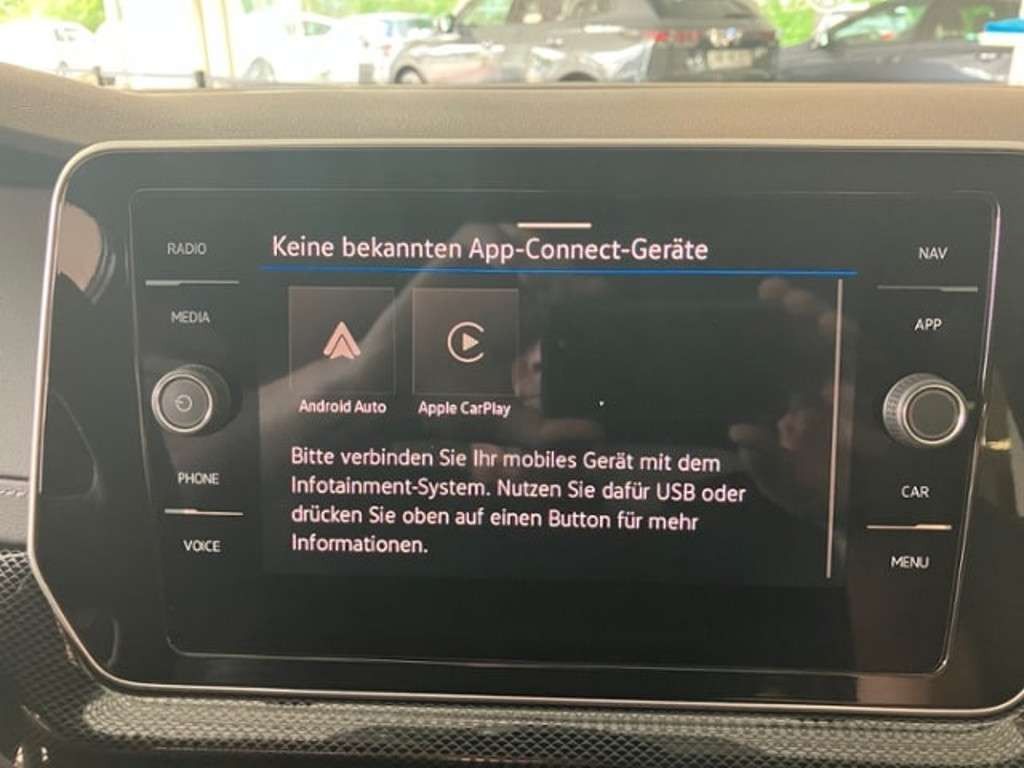 RADIO
Keine bekannten App-Connect-Geräte
NAV
MEDIA
APP
Android Auto
Apple CarPlay
Bitte verbinden Sie Ihr mobiles Gerät mit dem
Infotainment-System. Nutzen Sie dafür USB oder
drücken Sie oben auf einen Button für mehr
Informationen.
PHONE
CAR
VOICE
MENU